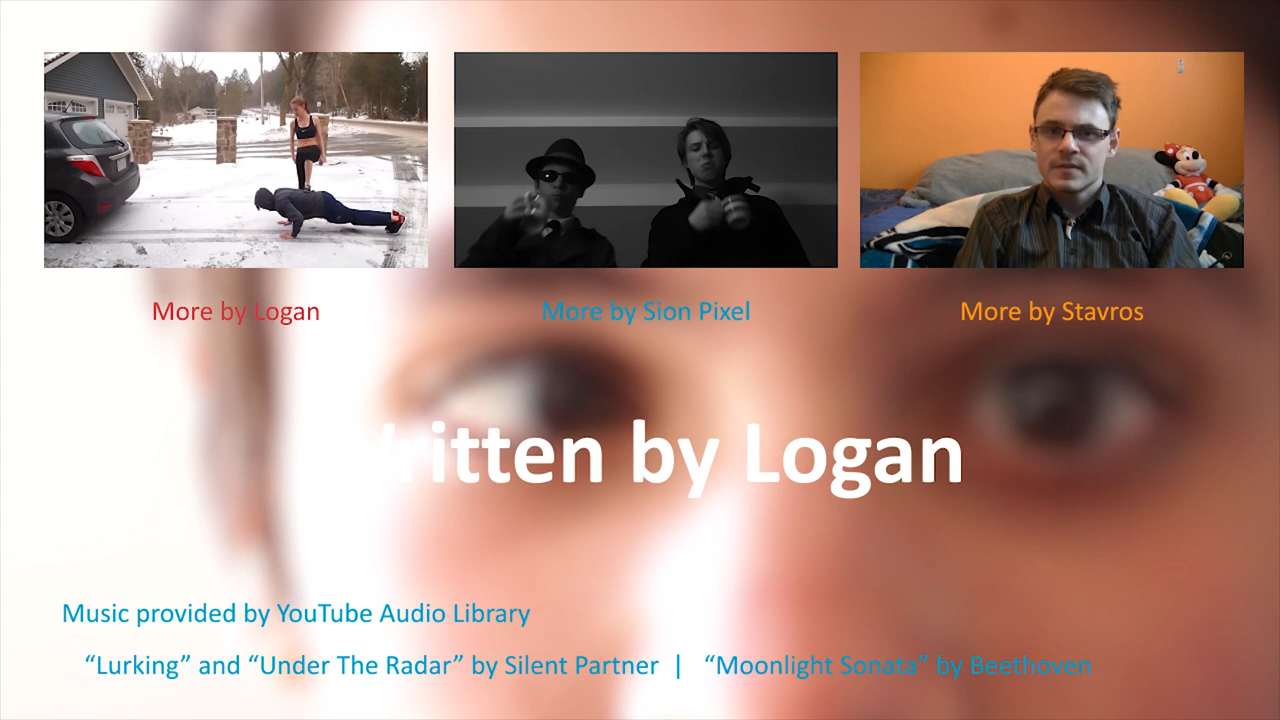 More by Logan
More by Sion Pixel
More by Stavros
Written by Logan
Music provided by YouTube Audio Library
“Lurking” and “Under The Radar” by Silent Partner | “Moonlight Sonata” by Beethoven